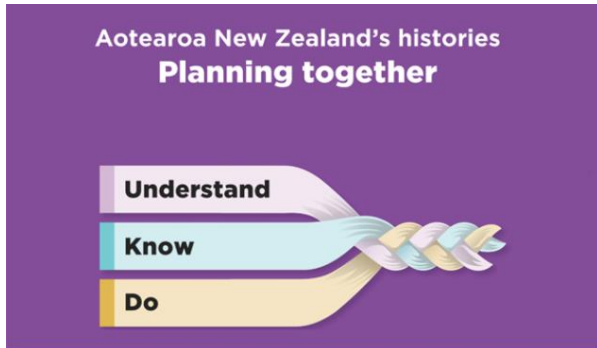 Aotearoa New Zealand's histories
Planning together
Understand
Know
Do